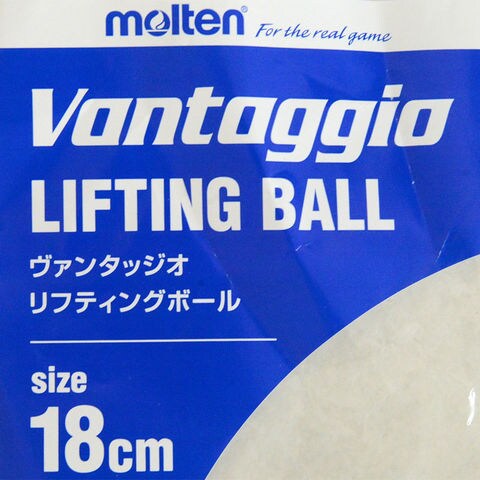 molten® For the real game
Vantaggio
LIFTING BALL
ヴァンタッジオ
リフティングボール
size
18cm